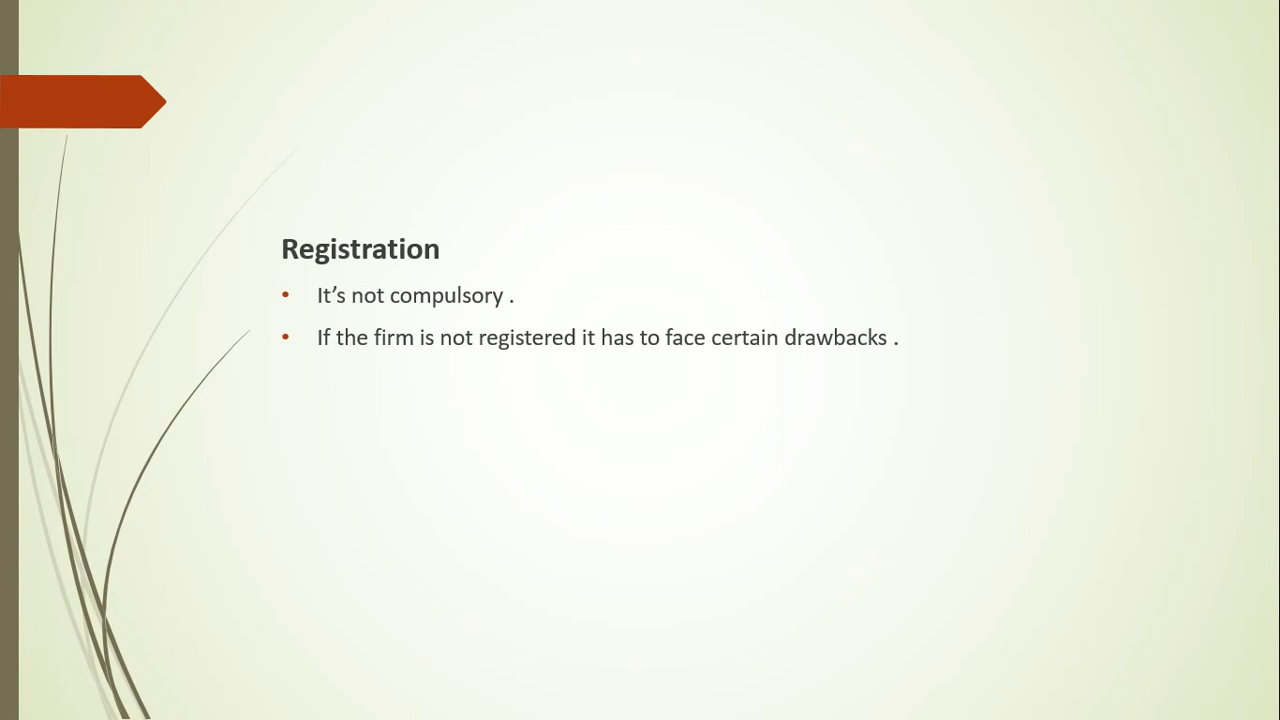 Registration
• It’s not compulsory .
• If the firm is not registered it has to face certain drawbacks .